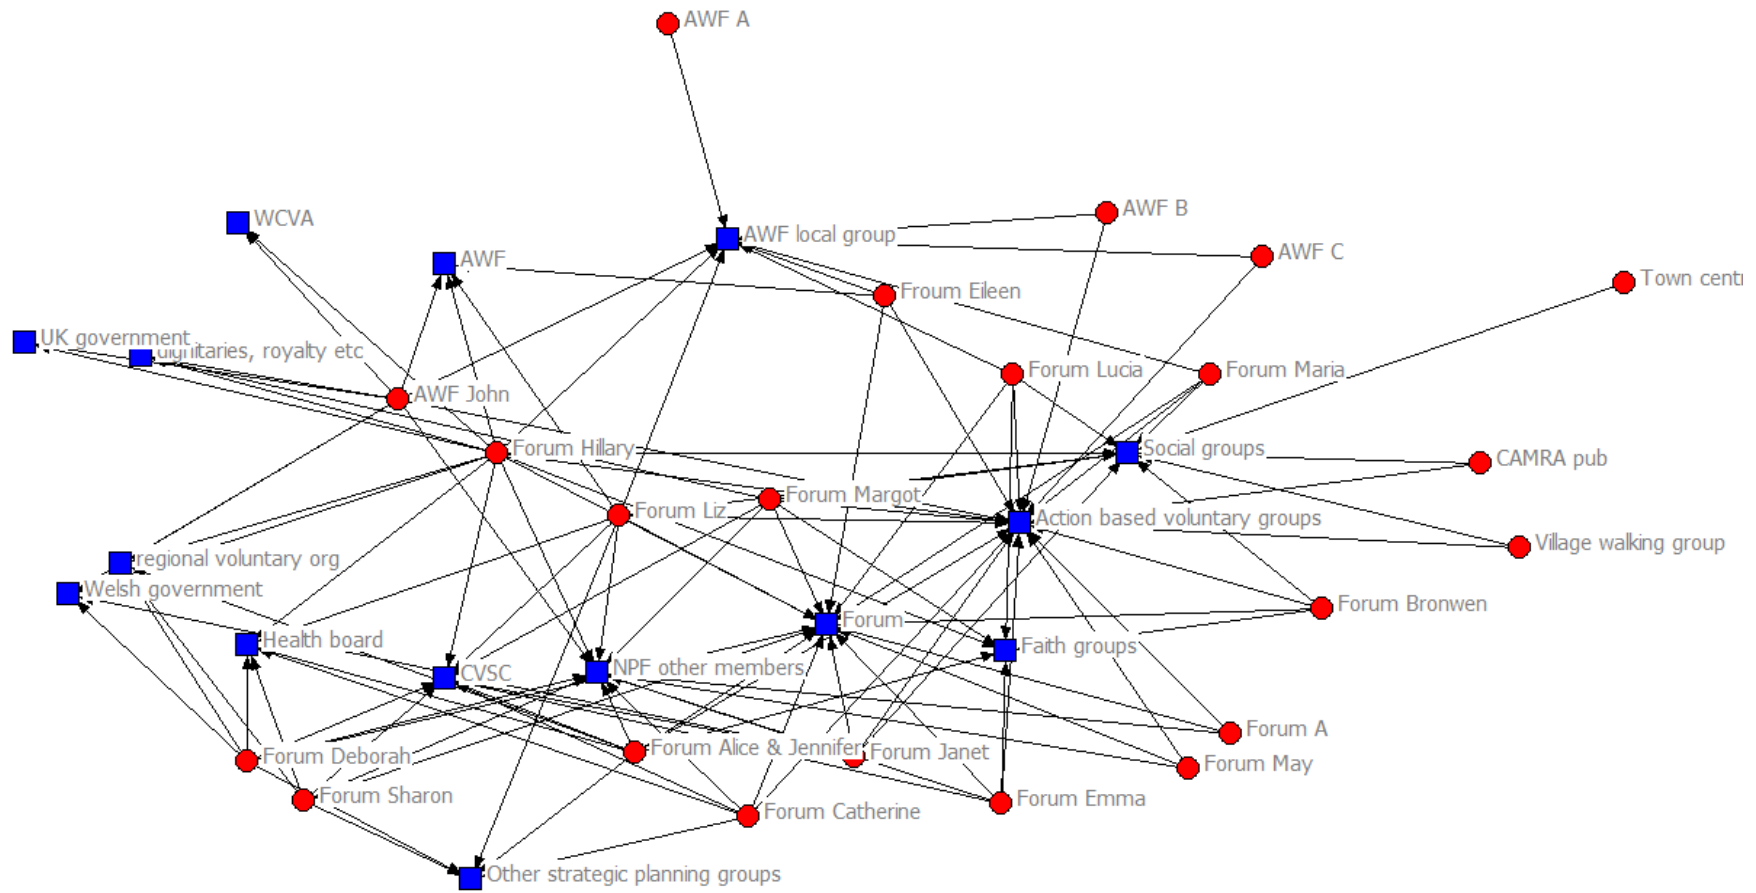 AWF A
AWF B
WCVA
AWF local group
AWF C
AWF
Town centr
Froum Eileen
UK government
dignitaries, royalty etc
Forum Lucia
Forum Maria
AWF John
Forum Hillary
Social groups
CAMRA pub
Forum Margot
Forum Liz
Action based voluntary groups
Village walking group
regional voluntary org
Welsh government
Forum Bronwen
Forum
Health board
Faith groups
NPF other members
CVSC
Forum A
Forum Alice & Jennifer
Forum Janet
Forum Deborah
Forum May
Forum Sharon
Forum Emma
Forum Catherine
Other strategic planning groups